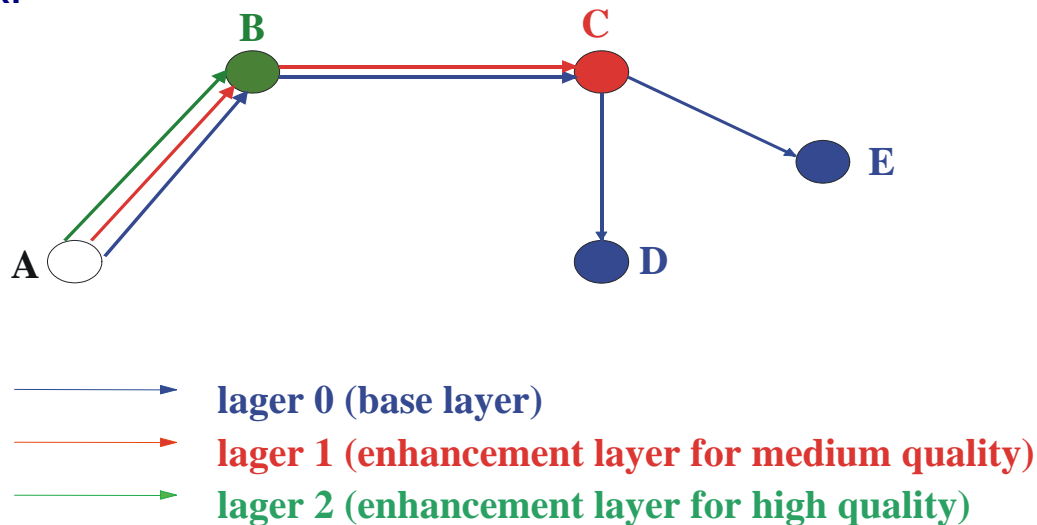 B
C
E
A
D
lager 0 (base layer)
lager 1 (enhancement layer for medium quality)
lager 2 (enhancement layer for high quality)